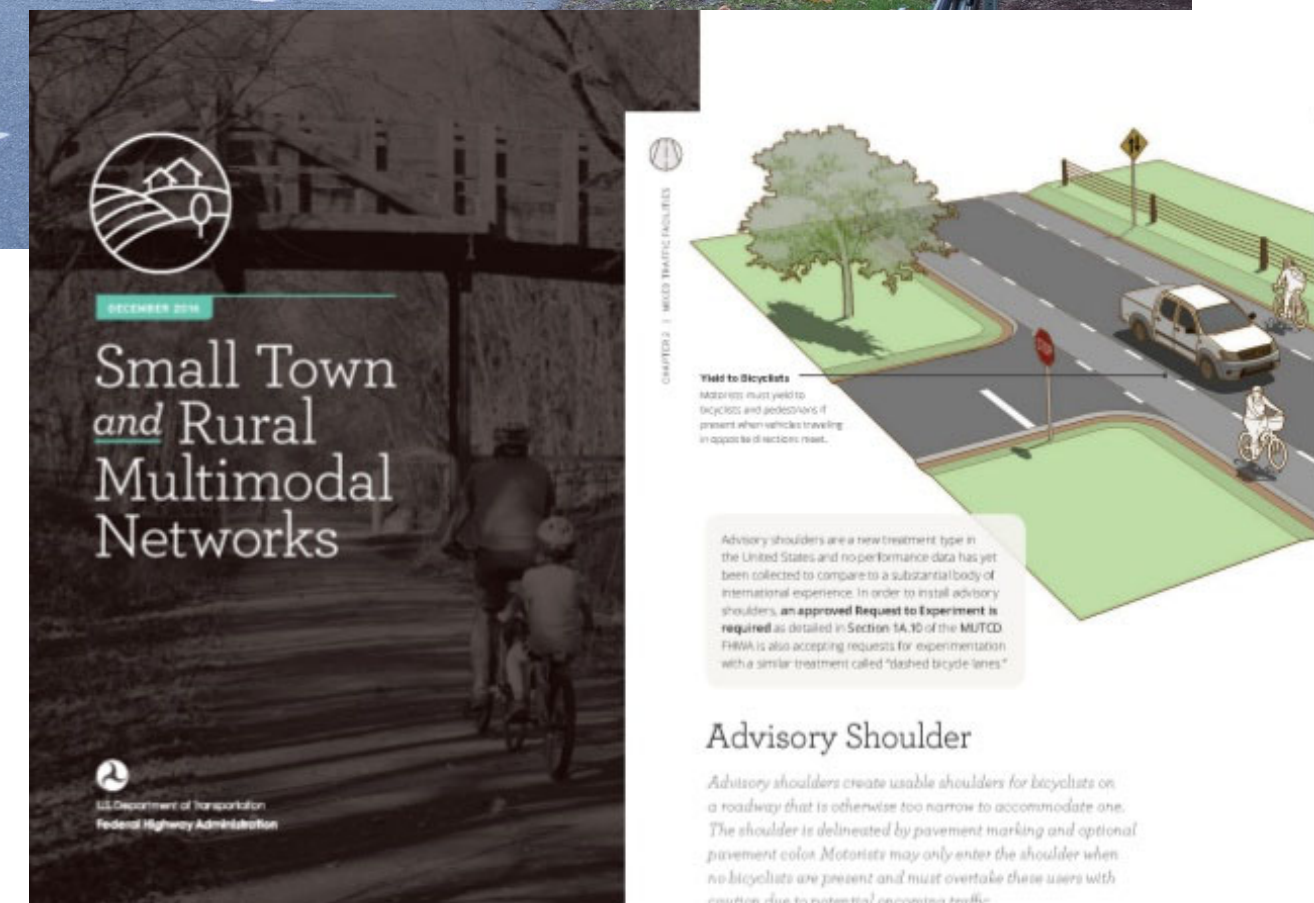 DECEMBER 2016
Small Town
and Rural
Multimodal
Networks
U.S. Department of Transportation
Federal Highway Administration
CHAPTER 2 | MIXED TRAFFIC FACILITIES
STOP
Yield to Bicyclists
Motorists must yield to
bicyclists and pedestrians if
present when vehicles traveling
in opposite directions meet.
Advisory shoulders are a new treatment type in
the United States and no performance data has yet
been collected to compare to a substantial body of
international experience. In order to install advisory
shoulders, an approved Request to Experiment is
required as detailed in Section 1A.10 of the MUTCD.
FHWA is also accepting requests for experimentation
with a similar treatment called "dashed bicycle lanes."
Advisory Shoulder
Advisory shoulders create usable shoulders for bicyclists on
a roadway that is otherwise too narrow to accommodate one.
The shoulder is delineated by pavement marking and optional
pavement color. Motorists may only enter the shoulder when
no bicyclists are present and must overtake these users with
caution due to potential oncoming traffic.